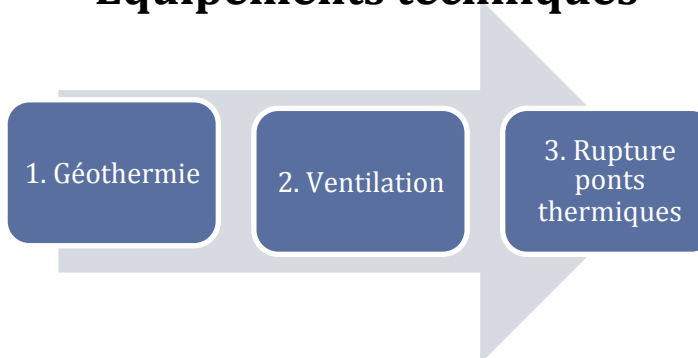 Équipements techniques
1. Géothermie
2. Ventilation
3. Rupture
ponts
thermiques